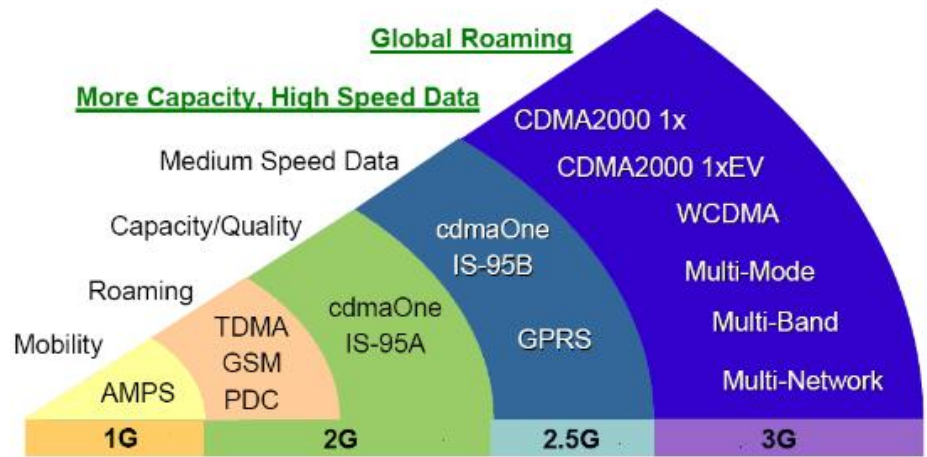 Global Roaming
More Capacity, High Speed Data
Medium Speed Data
Capacity/Quality
Roaming
Mobility
AMPS
TDMA
GSM
PDC
cdmaOne
IS-95A
cdmaOne
IS-95B
GPRS
CDMA2000 1x
CDMA2000 1xEV
WCDMA
Multi-Mode
Multi-Band
Multi-Network
1G
2G
2.5G
3G